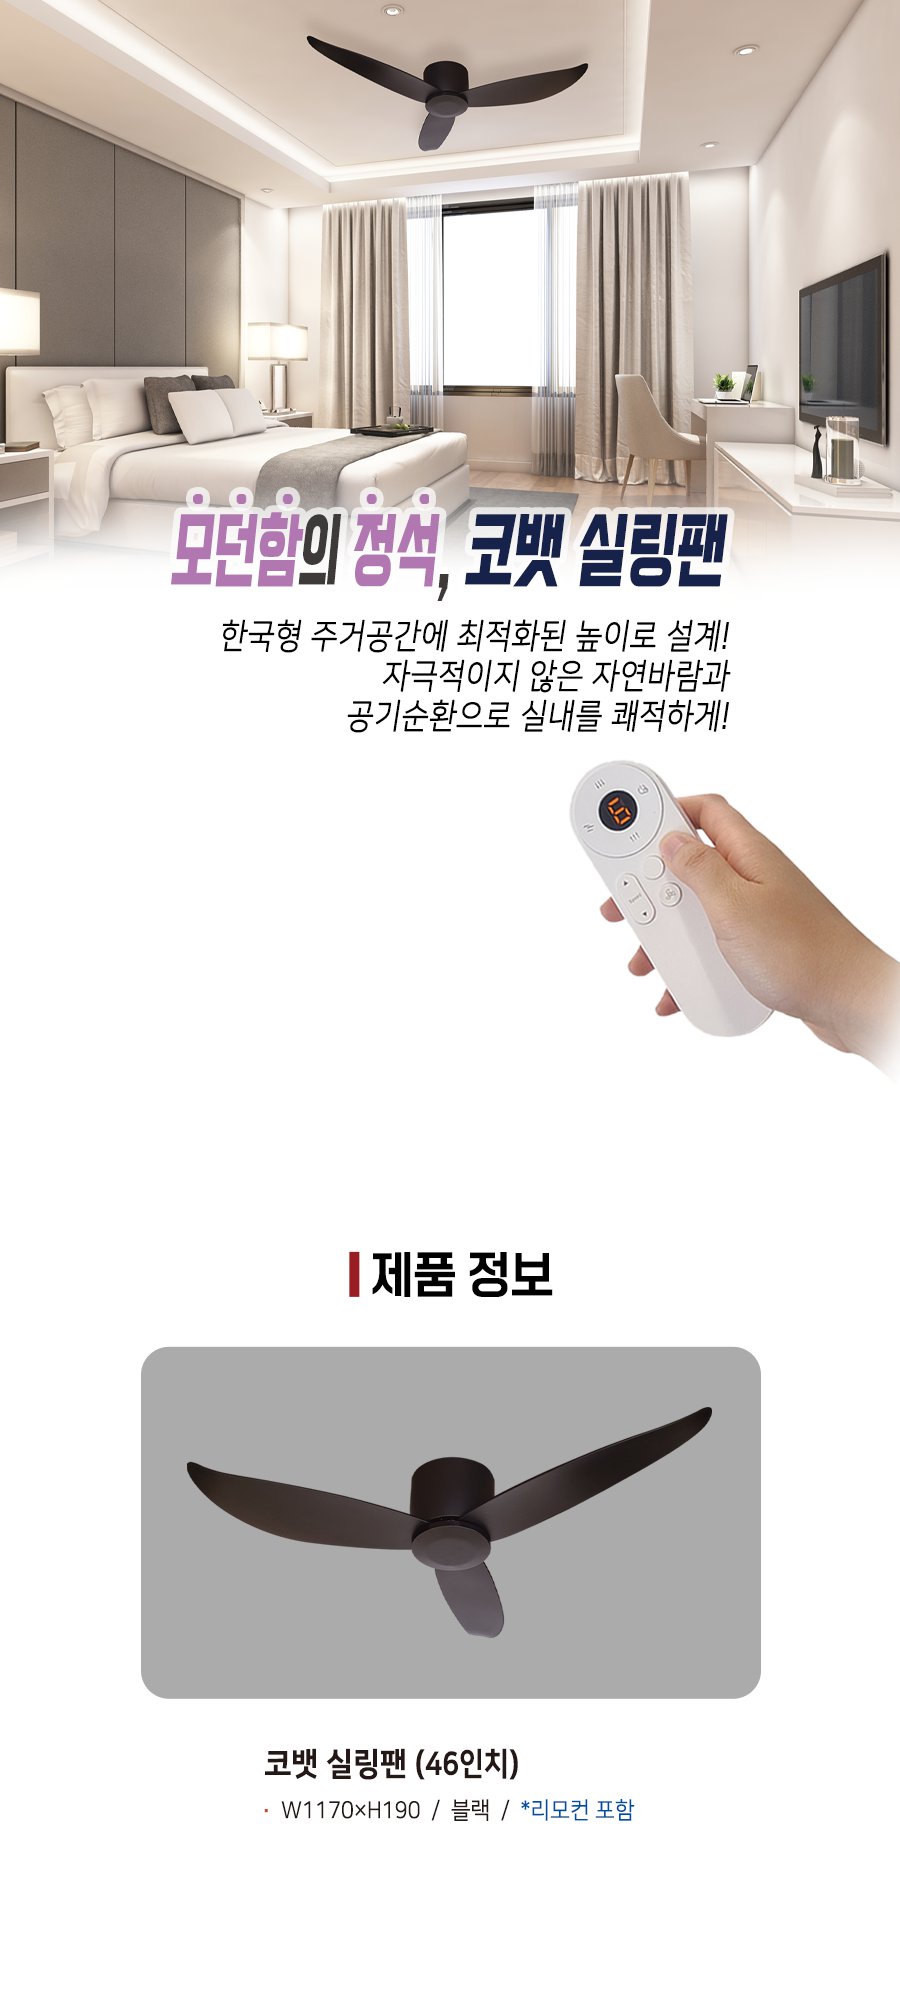 모던함의 정석, 코뱃 실링팬
한국형 주거공간에 최적화된 높이로 설계!
자극적이지 않은 자연바람과
공기순환으로 실내를 쾌적하게!
Speed
제품 정보
코뱃 실링팬 (46인치)
· W1170×H190 / 블랙 / *리모컨 포함